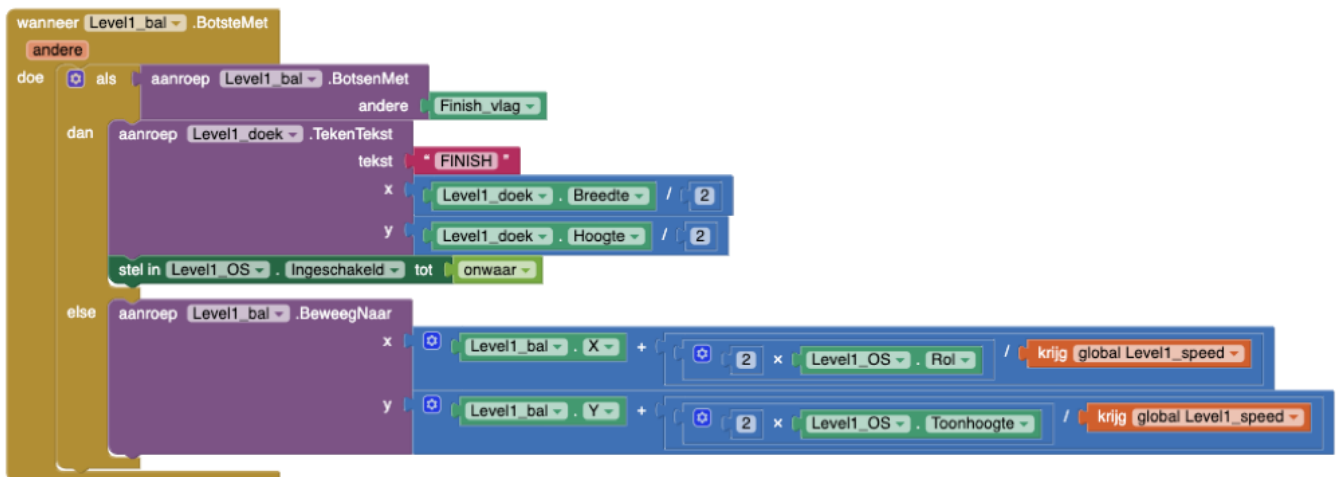 wanneer Level1_bal .BotsteMet
andere
doe als aanroep Level1_bal .BotsenMet
andere Finish_vlag
dan aanroep Level1_doek .TekenTekst
tekst " FINISH "
x Level1_doek . Breedte / 2
y Level1_doek . Hoogte / 2
stel in Level1_OS . Ingeschakeld tot onwaar
else aanroep Level1_bal .BeweegNaar
x Level1_bal . X + 2 × Level1_OS . Rol / krijg global Level1_speed
y Level1_bal . Y + 2 × Level1_OS . Toonhoogte / krijg global Level1_speed